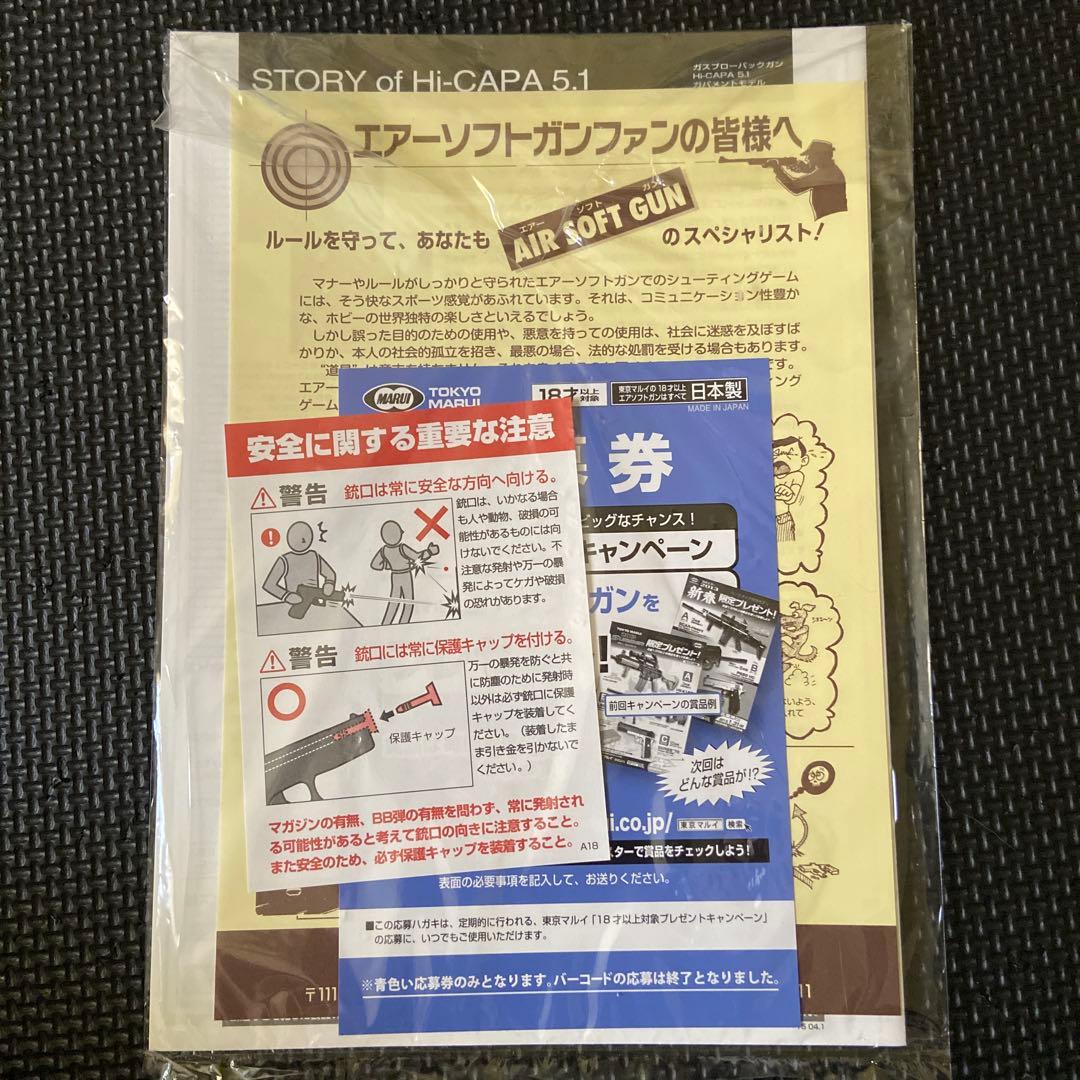 STORY of Hi-CAPA 5.1
ガスブローバックガン
Hi-CAPA 5.1
ガバメントモデル
エアーソフトガンファンの皆様へ
ルールを守って、あなたも
エアー ソフト ガン
AIR SOFT GUN
のスペシャリスト!
マナーやルールがしっかりと守られたエアーソフトガンでのシューティングゲーム
には、そう快なスポーツ感覚があふれています。それは、コミュニケーション性豊か
な、ホビーの世界独特の楽しさといえるでしょう。
しかし誤った目的のための使用や、悪意を持っての使用は、社会に迷惑を及ぼすば
かりか、本人の社会的孤立を招き、最悪の場合、法的な処罰を受ける場合もあります。
エアー
ゲーム
MARUI
TOKYO
MARUI
18才以上
対象
東京マルイの18才以上
エアソフトガンはすべて
日本製
MADE IN JAPAN
券
ビッグなチャンス!
キャンペーン
ガンを
新春
限定プレゼント!
限定プレゼント!
前回キャンペーンの賞品例
次回は
どんな賞品が!?
i.co.jp/
東京マルイ 検索
スターで賞品をチェックしよう!
表面の必要事項を記入して、お送りください。
■この応募ハガキは、定期的に行われる、東京マルイ「18才以上対象プレゼントキャンペーン」
の応募に、いつでもご使用いただけます。
※青色い応募券のみとなります。バーコードの応募は終了となりました。
安全に関する重要な注意
警告 銃口は常に安全な方向へ向ける。
銃口は、いかなる場合
も人や動物、破損の可
能性があるものには向
けないでください。不
注意な発射や万一の暴
発によってケガや破損
の恐れがあります。
警告 銃口には常に保護キャップを付ける。
保護キャップ
万一の暴発を防ぐと共
に防塵のために発射時
以外は必ず銃口に保護
キャップを装着してく
ださい。(装着したま
ま引き金を引かないで
ください。)
マガジンの有無、BB弾の有無を問わず、常に発射され
る可能性があると考えて銃口の向きに注意すること。
また安全のため、必ず保護キャップを装着すること。
A18
〒111